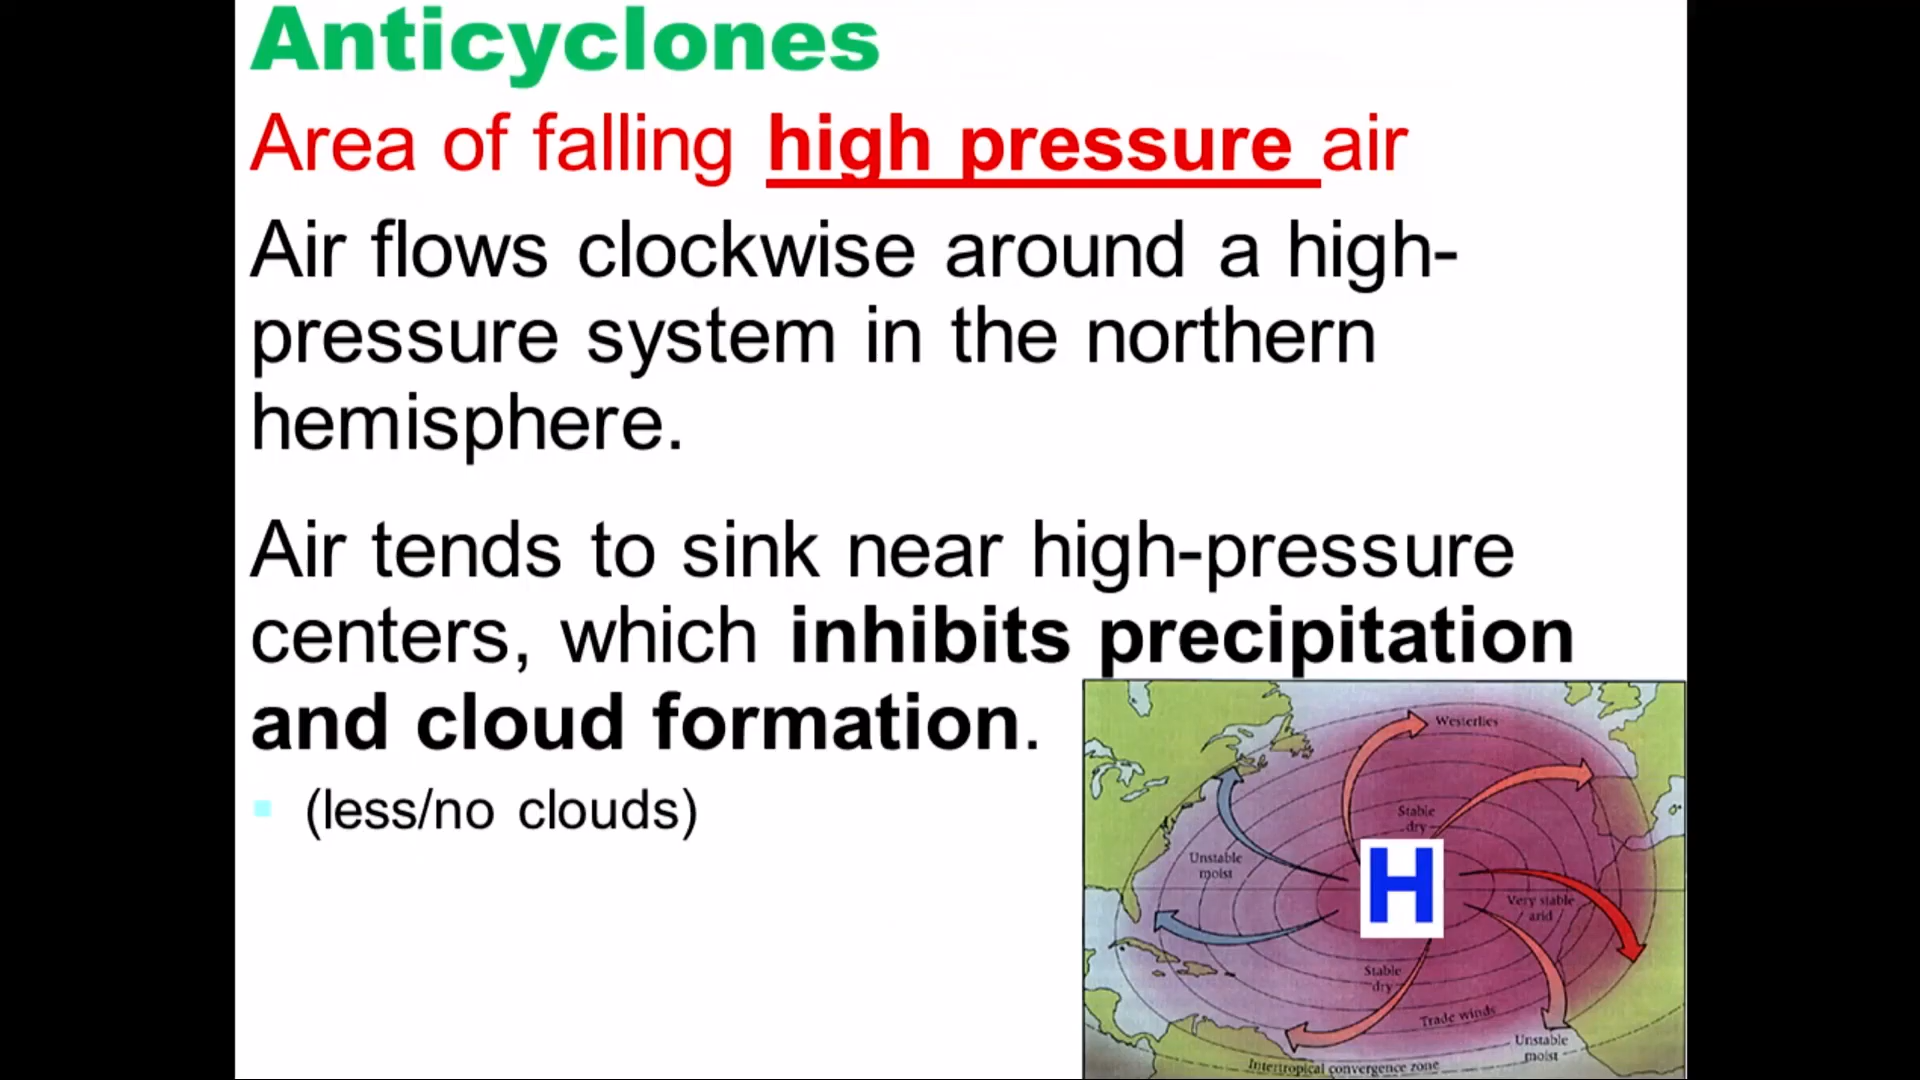 Anticyclones
Area of falling high pressure air
Air flows clockwise around a high-
pressure system in the northern
hemisphere.
Air tends to sink near high-pressure
centers, which inhibits precipitation
and cloud formation.
(less/no clouds)
Westerlies
Stable
dry
Unstable
moist
H
Very stable
arid
Stable
dry
Trade winds
Unstable
moist
Intertropical convergence zone